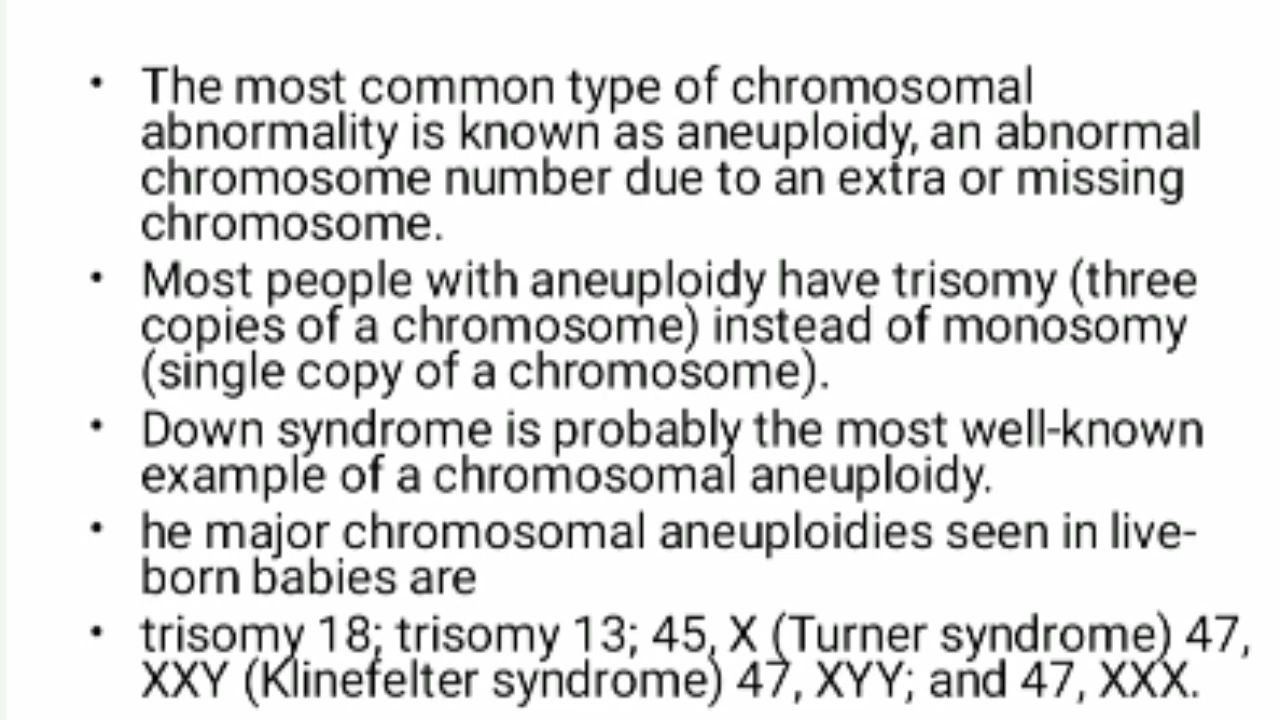 • The most common type of chromosomal
abnormality is known as aneuploidy, an abnormal
chromosome number due to an extra or missing
chromosome.
• Most people with aneuploidy have trisomy (three
copies of a chromosome) instead of monosomy
(single copy of a chromosome).
• Down syndrome is probably the most well-known
example of a chromosomal aneuploidy.
• he major chromosomal aneuploidies seen in live-
born babies are
• trisomy 18; trisomy 13; 45, X (Turner syndrome) 47,
XXY (Klinefelter syndrome) 47, XYY; and 47, XXX.